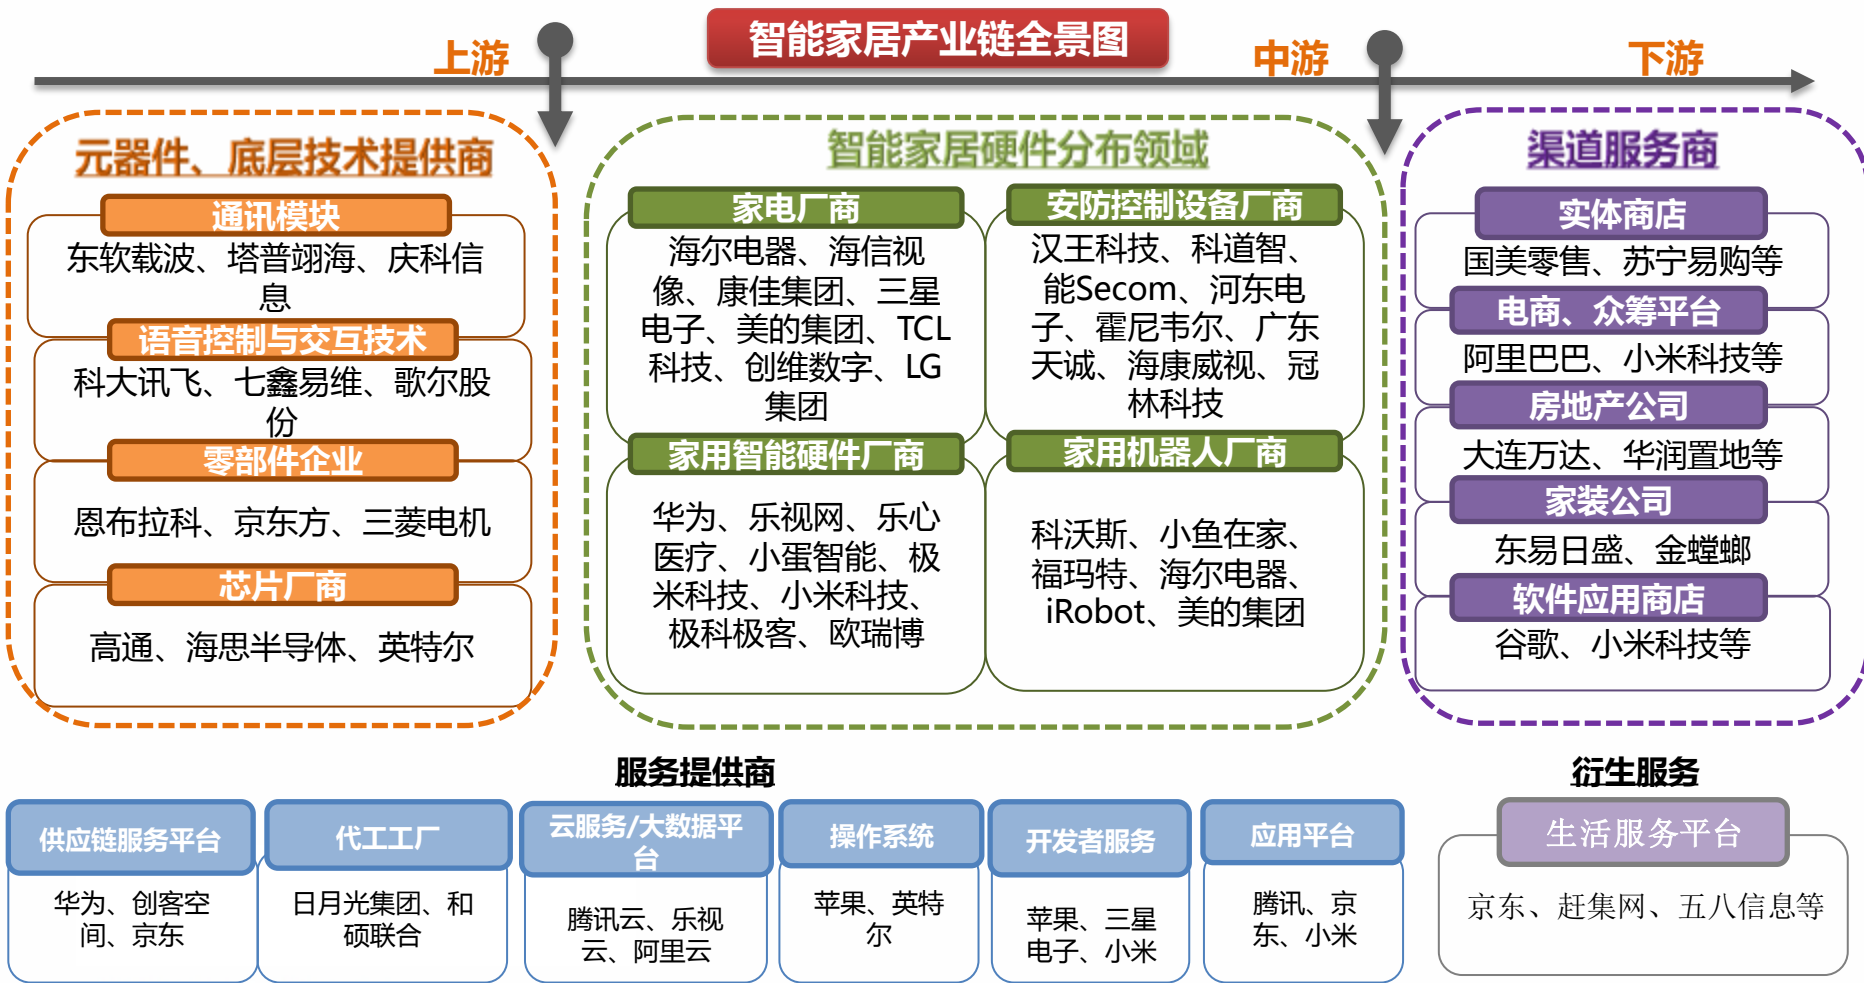 智能家居产业链全景图
上游
中游
下游
元器件、底层技术提供商
通讯模块
东软载波、塔普翊海、庆科信
息
语音控制与交互技术
科大讯飞、七鑫易维、歌尔股
份
零部件企业
恩布拉科、京东方、三菱电机
芯片厂商
高通、海思半导体、英特尔
智能家居硬件分布领域
家电厂商
海尔电器、海信视
像、康佳集团、三星
电子、美的集团、TCL
科技、创维数字、LG
集团
安防控制设备厂商
汉王科技、科道智、
能Secom、河东电
子、霍尼韦尔、广东
天诚、海康威视、冠
林科技
家用智能硬件厂商
华为、乐视网、乐心
医疗、小蛋智能、极
米科技、小米科技、
极科极客、欧瑞博
家用机器人厂商
科沃斯、小鱼在家、
福玛特、海尔电器、
iRobot、美的集团
渠道服务商
实体商店
国美零售、苏宁易购等
电商、众筹平台
阿里巴巴、小米科技等
房地产公司
大连万达、华润置地等
家装公司
东易日盛、金螳螂
软件应用商店
谷歌、小米科技等
服务提供商
供应链服务平台
华为、创客空
间、京东
代工工厂
日月光集团、和
硕联合
云服务/大数据平
台
腾讯云、乐视
云、阿里云
操作系统
苹果、英特
尔
开发者服务
苹果、三星
电子、小米
应用平台
腾讯、京
东、小米
衍生服务
生活服务平台
京东、赶集网、五八信息等